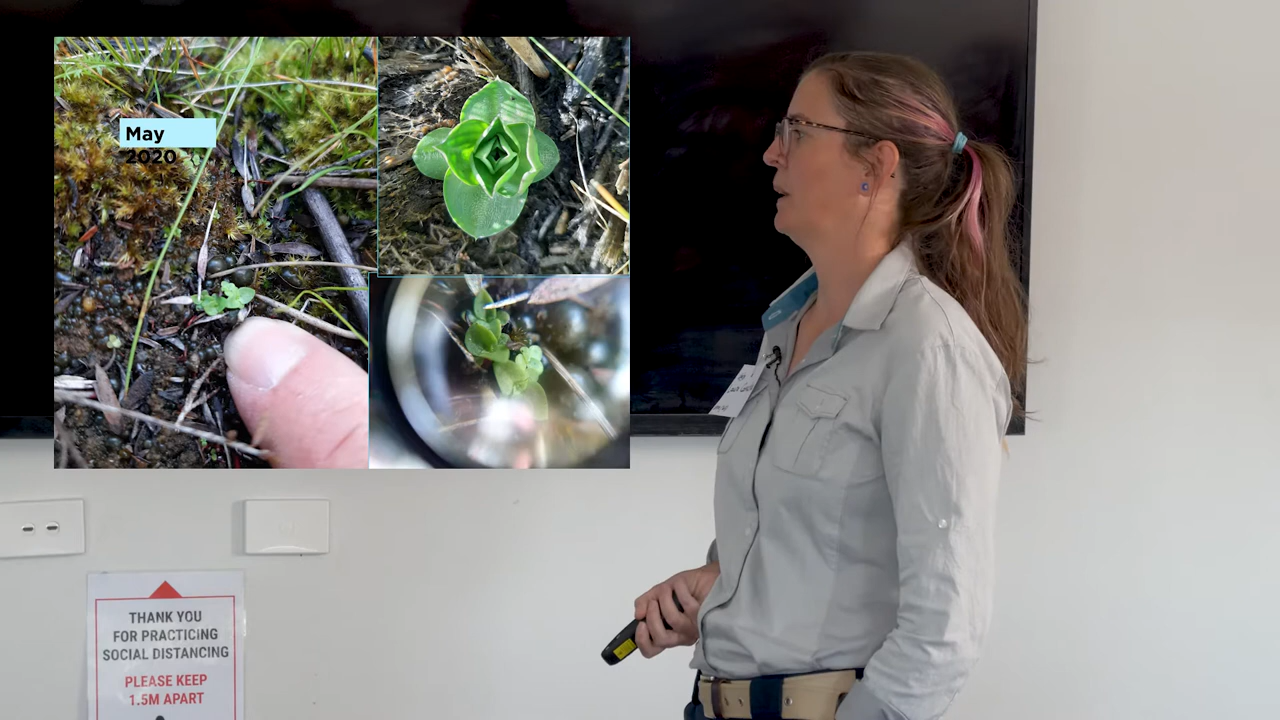 May
2020
THANK YOU
FOR PRACTICING
SOCIAL DISTANCING
PLEASE KEEP
1.5M APART